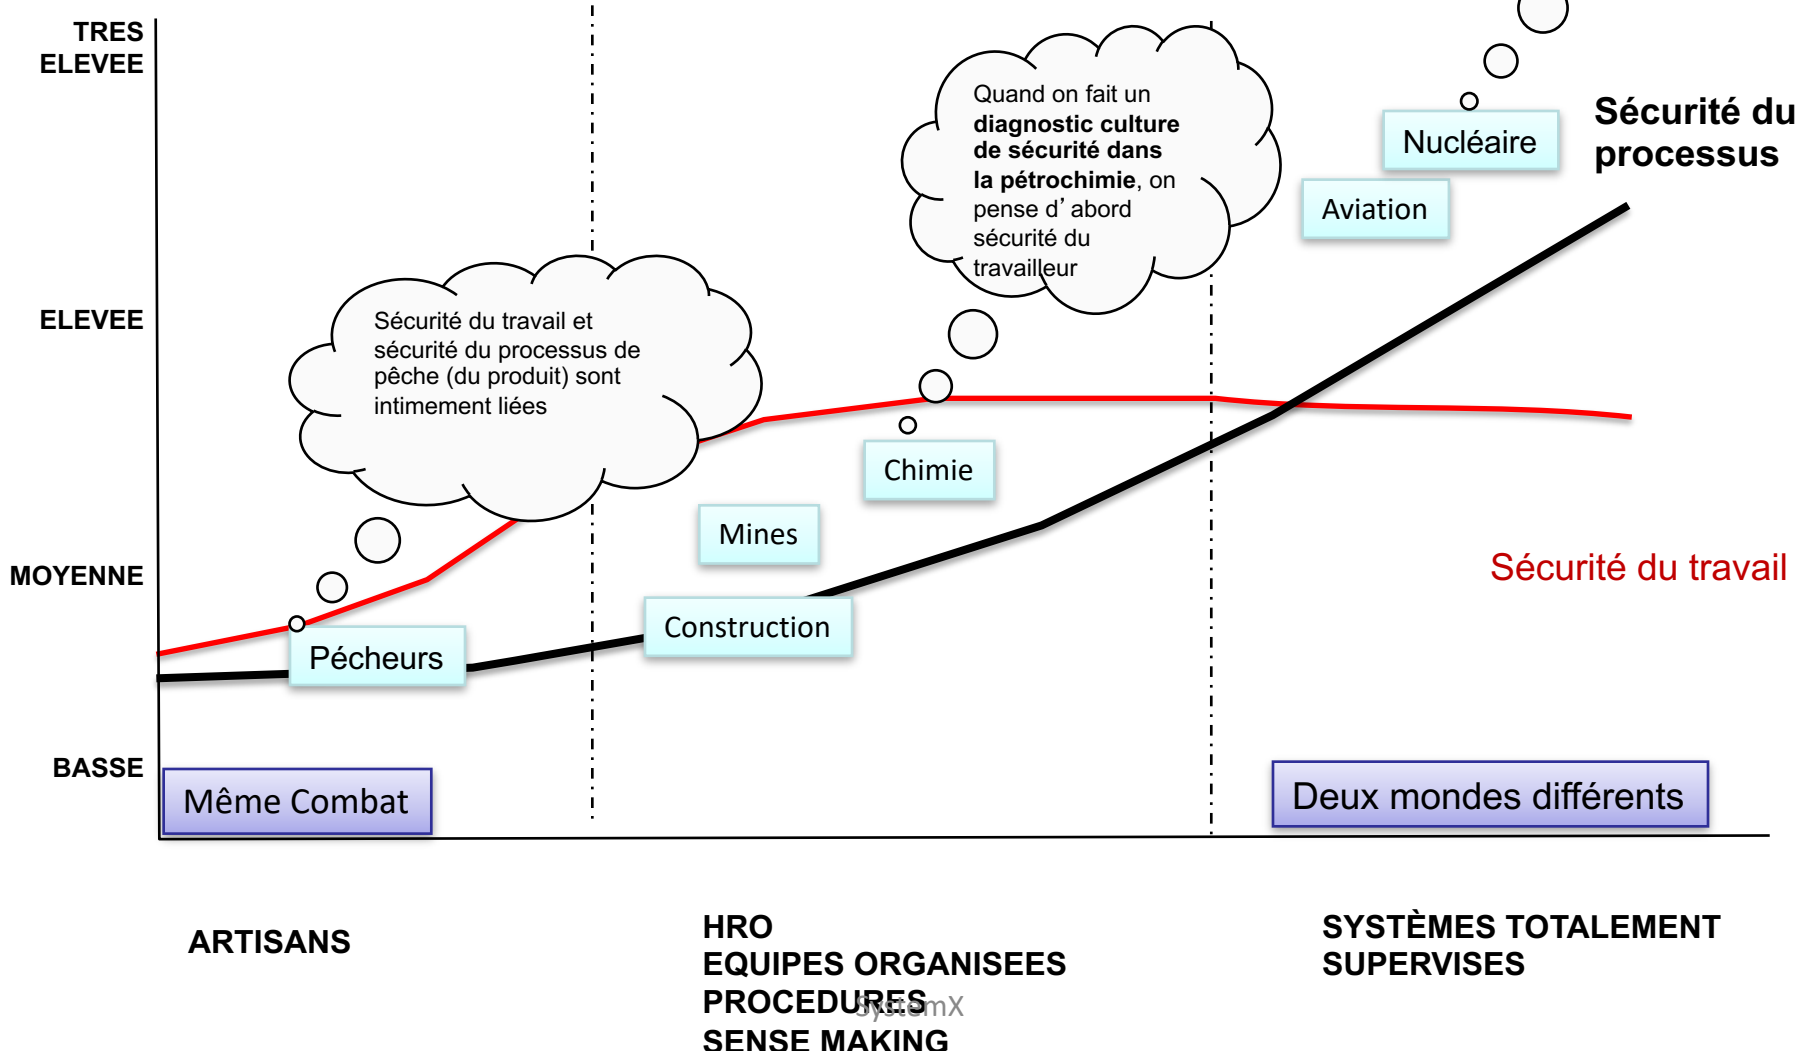 TRES
ELEVEE
ELEVEE
MOYENNE
BASSE
Quand on fait un
diagnostic culture
de sécurité dans
la pétrochimie, on
pense d’ abord
sécurité du
travailleur
Sécurité du travail et
sécurité du processus de
pêche (du produit) sont
intimement liées
Nucléaire
Aviation
Sécurité du
processus
Chimie
Mines
Construction
Pécheurs
Sécurité du travail
Même Combat
Deux mondes différents
ARTISANS
HRO
EQUIPES ORGANISEES
PROCEDURES
SENSE MAKING
SystemX
SYSTÈMES TOTALEMENT
SUPERVISES